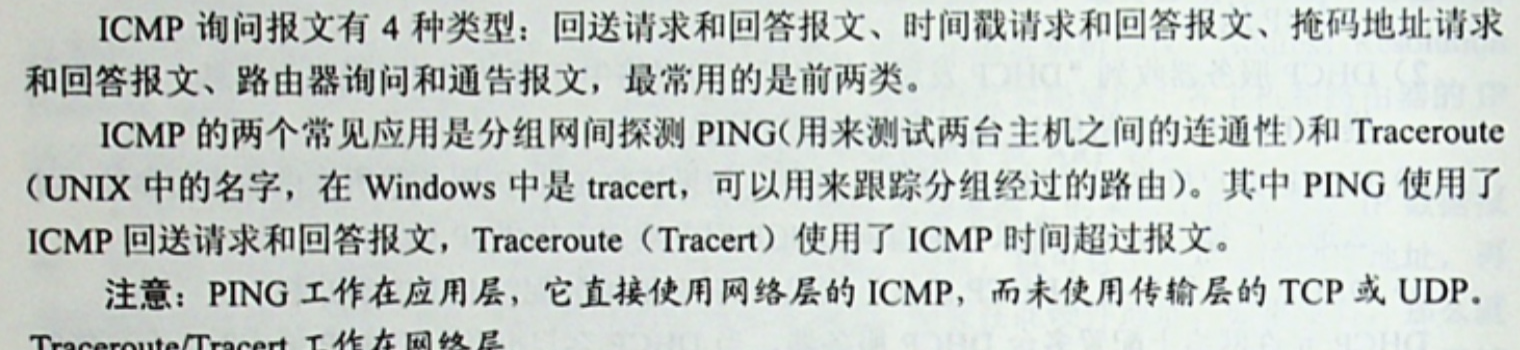 ICMP 询问报文有 4 种类型：回送请求和回答报文、时间戳请求和回答报文、掩码地址请求
和回答报文、路由器询问和通告报文，最常用的是前两类。
ICMP 的两个常见应用是分组网间探测 PING(用来测试两台主机之间的连通性)和 Traceroute
（UNIX 中的名字，在 Windows 中是 tracert，可以用来跟踪分组经过的路由）。其中 PING 使用了
ICMP 回送请求和回答报文，Traceroute（Tracert）使用了 ICMP 时间超过报文。
注意：PING 工作在应用层，它直接使用网络层的 ICMP，而未使用传输层的 TCP 或 UDP。
Traceroute/Tracert 工作在网络层